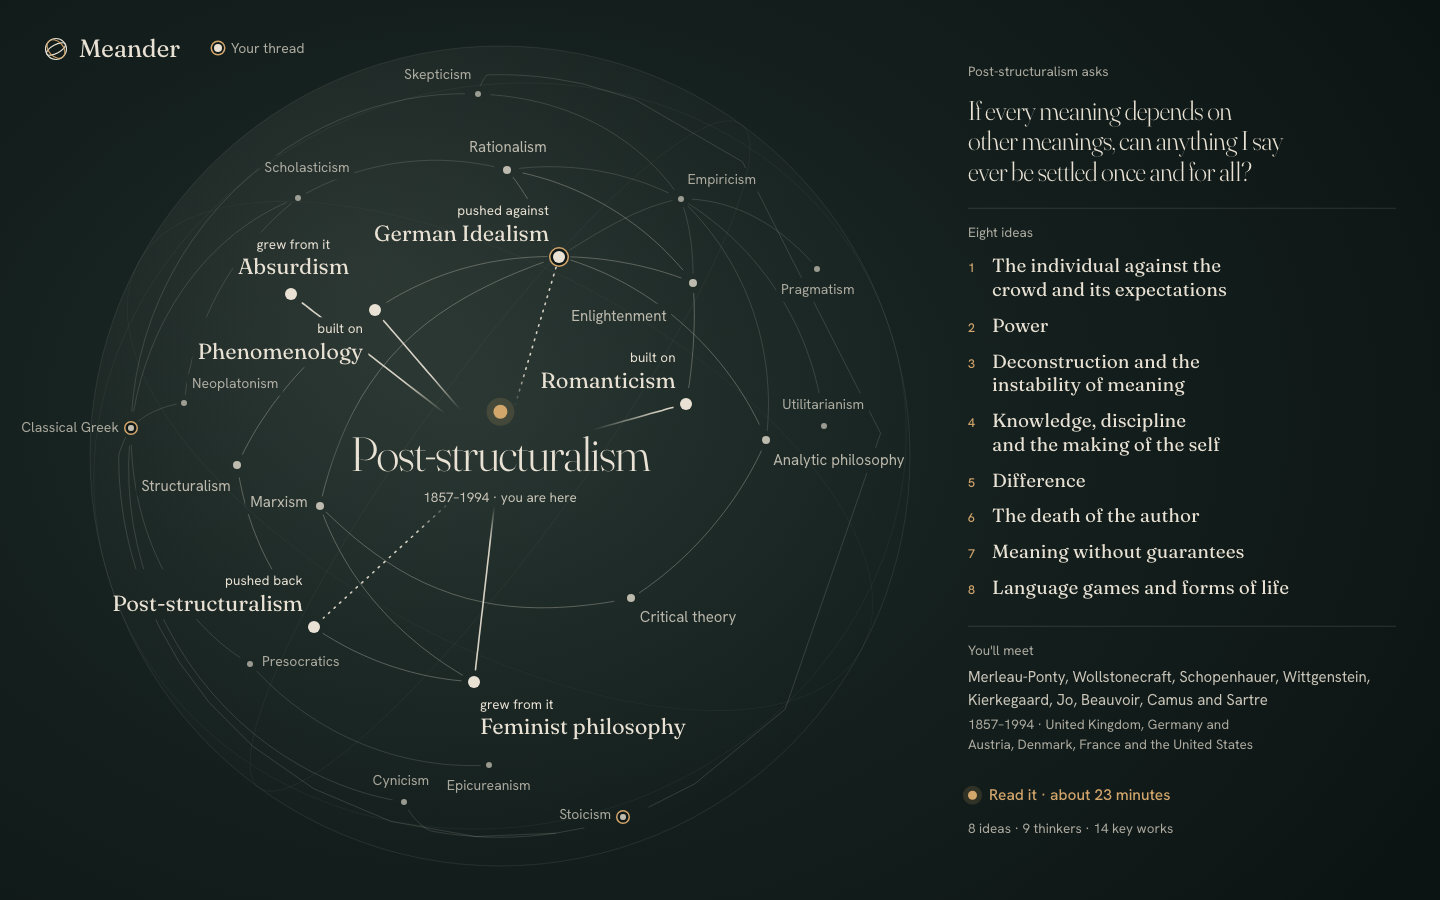 Meander
Your thread
Skepticism
Rationalism
Scholasticism
Empiricism
pushed against
German Idealism
grew from it
Absurdism
Pragmatism
Enlightenment
built on
Phenomenology
built on
Romanticism
Neoplatonism
Utilitarianism
Classical Greek
Post-structuralism
1857–1994 · you are here
Analytic philosophy
Structuralism
Marxism
pushed back
Post-structuralism
Critical theory
Presocratics
grew from it
Feminist philosophy
Cynicism
Epicureanism
Stoicism
Post-structuralism asks
If every meaning depends on
other meanings, can anything I say
ever be settled once and for all?
Eight ideas
1 The individual against the
crowd and its expectations
2 Power
3 Deconstruction and the
instability of meaning
4 Knowledge, discipline
and the making of the self
5 Difference
6 The death of the author
7 Meaning without guarantees
8 Language games and forms of life
You'll meet
Merleau-Ponty, Wollstonecraft, Schopenhauer, Wittgenstein,
Kierkegaard, Jo, Beauvoir, Camus and Sartre
1857–1994 · United Kingdom, Germany and
Austria, Denmark, France and the United States
Read it · about 23 minutes
8 ideas · 9 thinkers · 14 key works